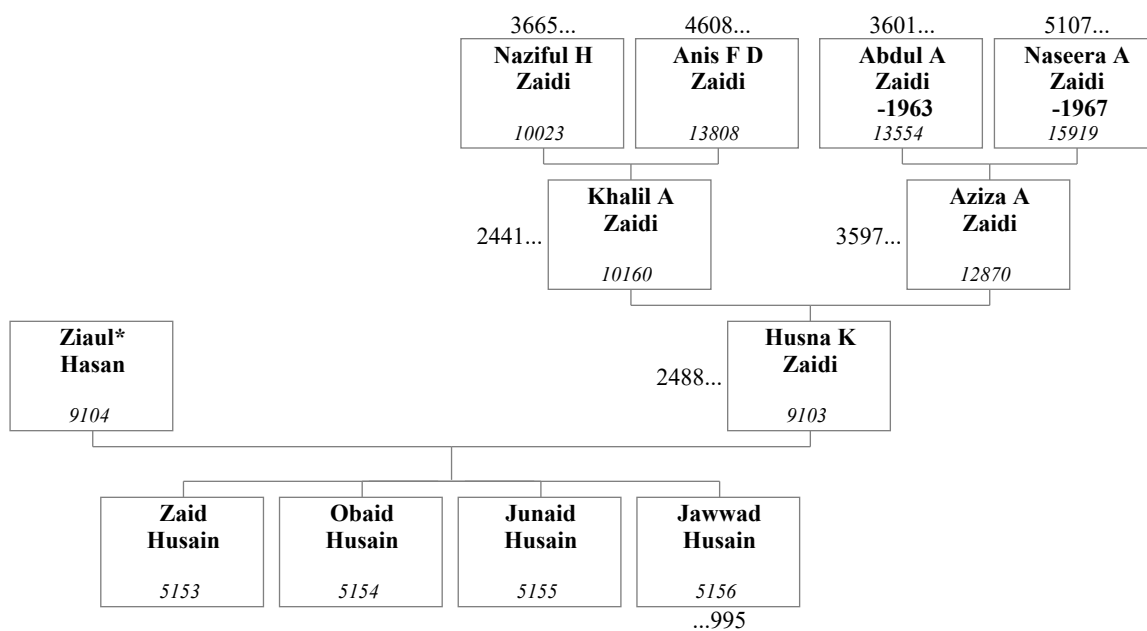 3665... 4608... 3601... 5107...
Naziful H Anis F D Abdul A Naseera A
Zaidi Zaidi Zaidi Zaidi
-1963 -1967
10023 13808 13554 15919
Khalil A Aziza A
Zaidi Zaidi
2441... 3597...
10160 12870
Ziaul* Husna K
Hasan Zaidi
2488...
9104 9103
Zaid Obaid Junaid Jawwad
Husain Husain Husain Husain
5153 5154 5155 5156
...995